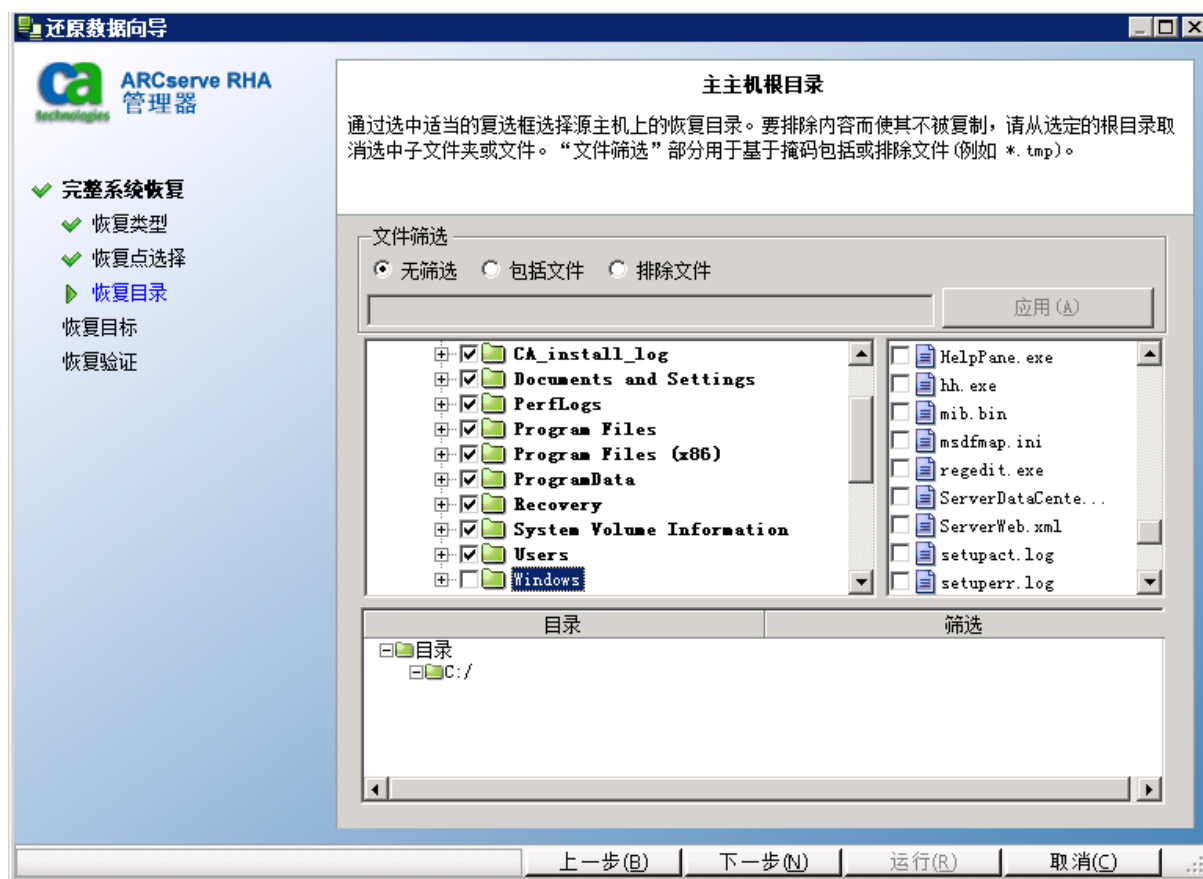 还原数据向导
ca
technologies
ARCserve RHA
管理器
完整系统恢复
恢复类型
恢复点选择
恢复目录
恢复目标
恢复验证
主主机根目录
通过选中适当的复选框选择源主机上的恢复目录。要排除内容而使其不被复制，请从选定的根目录取
消选中子文件夹或文件。“文件筛选”部分用于基于掩码包括或排除文件(例如 *.tmp)。
文件筛选
无筛选 包括文件 排除文件
应用(A)
CA_install_log
Documents and Settings
PerfLogs
Program Files
Program Files (x86)
ProgramData
Recovery
System Volume Information
Users
Windows
HelpPane.exe
hh.exe
mib.bin
msdfmap.ini
regedit.exe
ServerDataCente...
ServerWeb.xml
setupact.log
setuperr.log
目录 筛选
目录
C:/
上一步(B) 下一步(N) 运行(R) 取消(C)